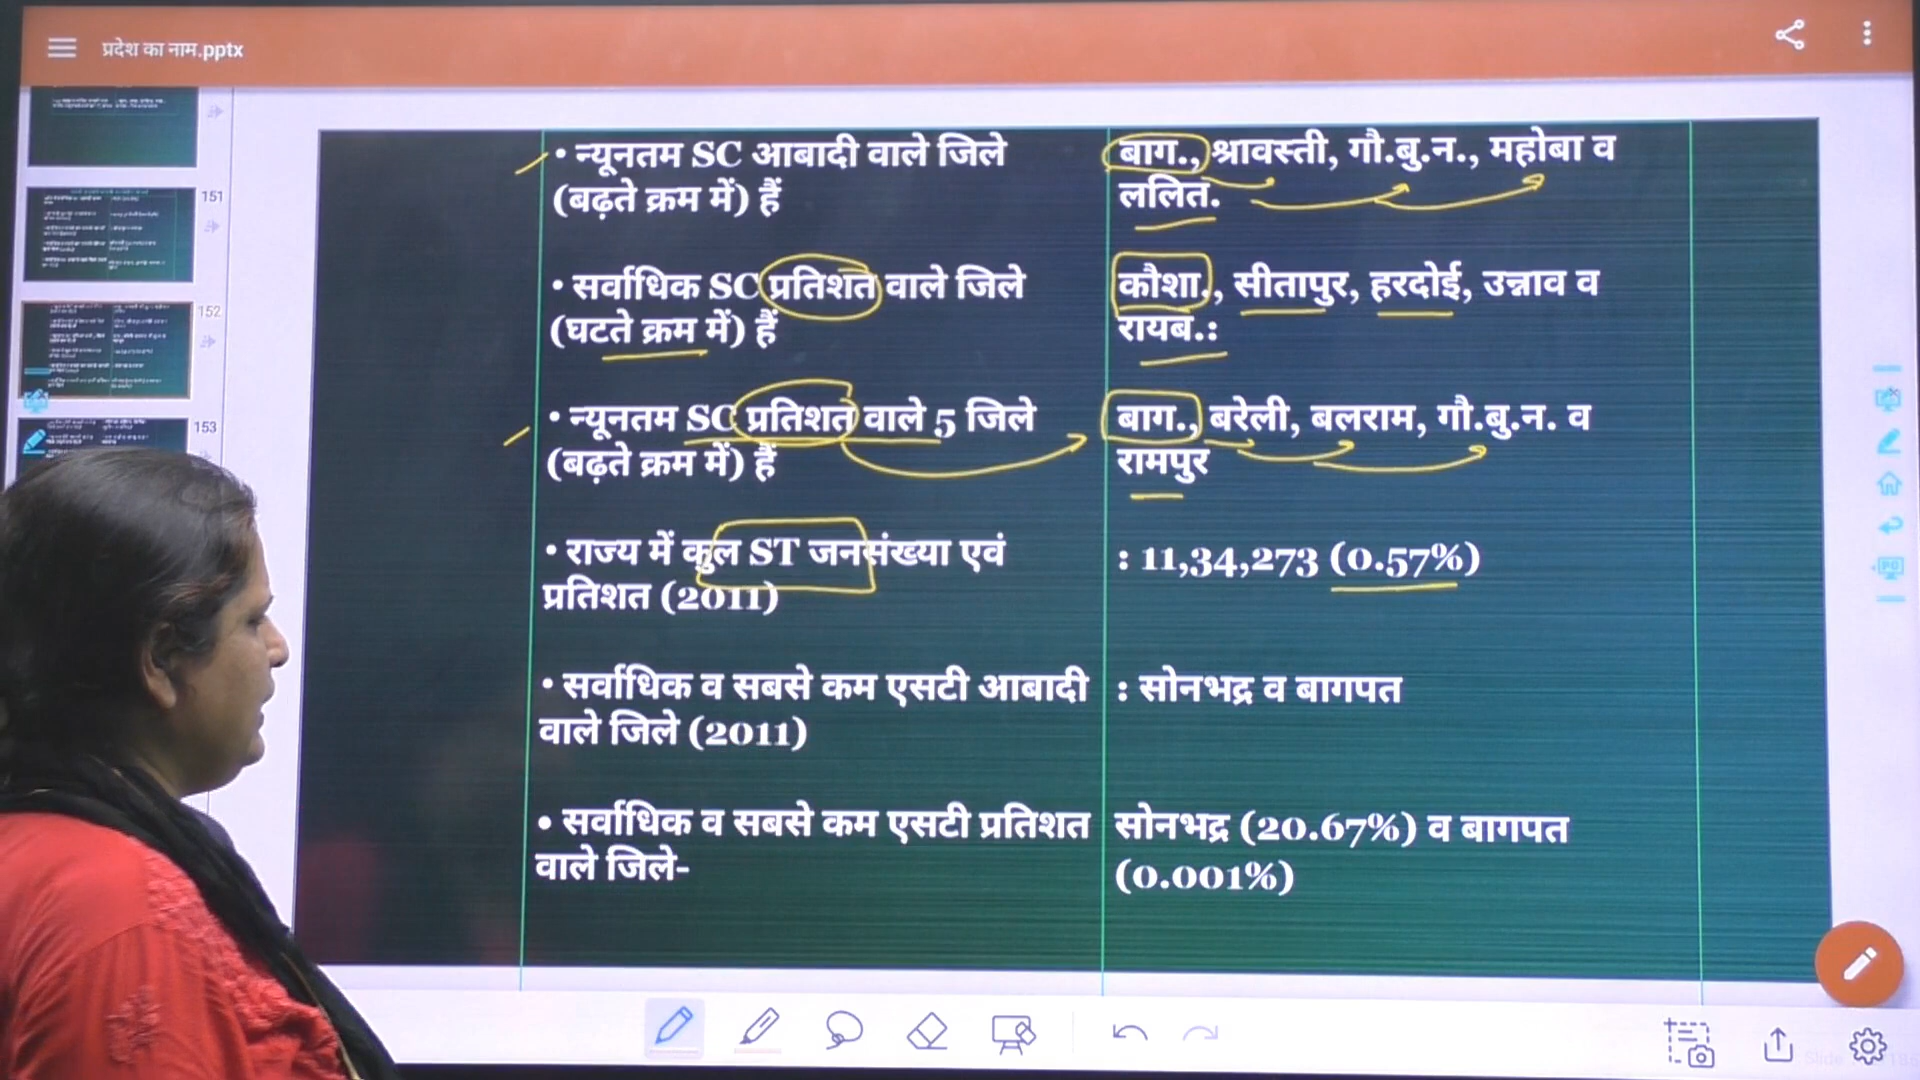 प्रदेश का नाम.pptx
151
152
153
• न्यूनतम SC आबादी वाले जिले
(बढ़ते क्रम में) हैं
बाग., श्रावस्ती, गौ.बु.न., महोबा व
ललित.
• सर्वाधिक SC प्रतिशत वाले जिले
(घटते क्रम में) हैं
कौशा., सीतापुर, हरदोई, उन्नाव व
रायब.:
• न्यूनतम SC प्रतिशत वाले 5 जिले
(बढ़ते क्रम में) हैं
बाग., बरेली, बलराम, गौ.बु.न. व
रामपुर
• राज्य में कुल ST जनसंख्या एवं
प्रतिशत (2011)
: 11,34,273 (0.57%)
• सर्वाधिक व सबसे कम एसटी आबादी
वाले जिले (2011)
: सोनभद्र व बागपत
• सर्वाधिक व सबसे कम एसटी प्रतिशत
वाले जिले-
सोनभद्र (20.67%) व बागपत
(0.001%)